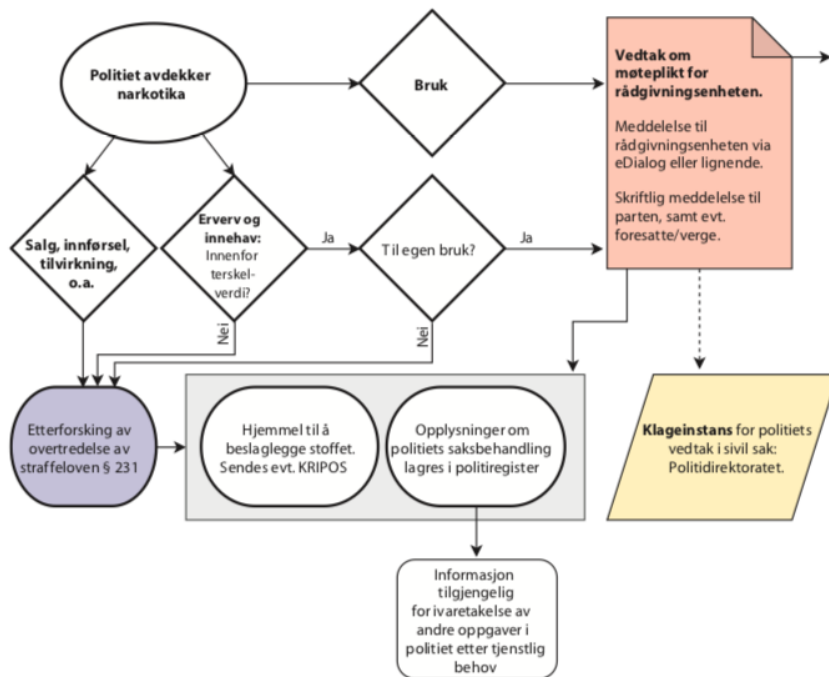 Politiet avdekker
narkotika
Bruk
Vedtak om
møteplikt for
rådgivningsenheten.
Meddelelse til
rådgivningsenheten via
eDialog eller lignende.
Skriftlig meddelelse til
parten, samt evt.
foresatte/verge.
Salg, innførsel,
tilvirkning,
o.a.
Erverv og
innehav:
Innenfor
terskel-
verdi?
Ja
Til egen bruk?
Ja
Nei
Nei
Etterforsking av
overtredelse av
straffeloven § 231
Hjemmel til å
beslaglegge stoffet.
Sendes evt. KRIPOS
Opplysninger om
politiets saksbehandling
lagres i politiregister
Klageinstans for politiets
vedtak i sivil sak:
Politidirektoratet.
Informasjon
tilgjengelig
for ivaretakelse av
andre oppgaver i
politiet etter tjenstlig
behov